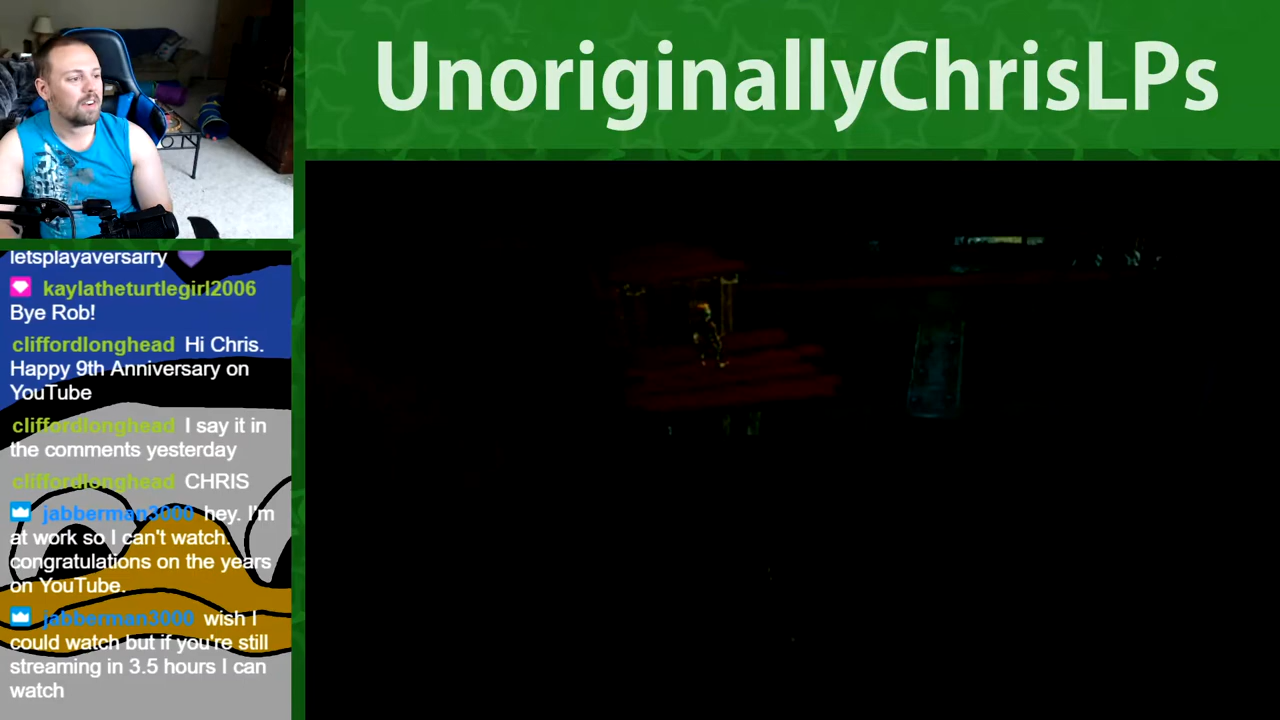 UnoriginallyChrisLPs
letsplayaversarry
kaylatheturtlegirl2006
Bye Rob!
cliffordlonghead Hi Chris.
Happy 9th Anniversary on
YouTube
cliffordlonghead I say it in
the comments yesterday
cliffordlonghead CHRIS
jabberman3000 hey. I'm
at work so I can't watch.
congratulations on the years
on YouTube.
jabberman3000 wish I
could watch but if you're still
streaming in 3.5 hours I can
watch